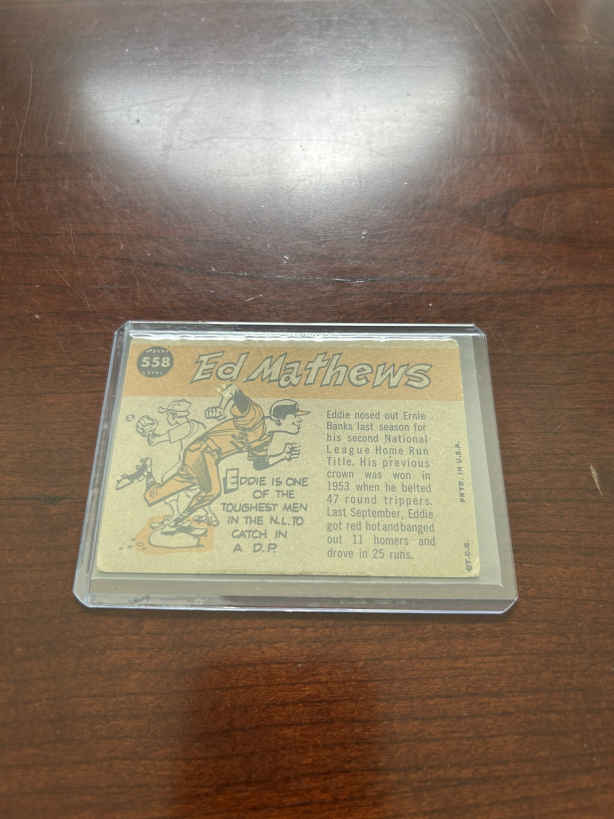 558
Ed Mathews
Eddie nosed out Ernie
Banks last season for
his second National
League Home Run
Title. His previous
crown was won in
1953 when he belted
47 round trippers.
Last September, Eddie
got red hot and banged
out 11 homers and
drove in 25 runs.
EDDIE IS ONE
OF THE
TOUGHEST MEN
IN THE N.L. TO
CATCH IN
A D.P.
©T.C.G. PRTD. IN U.S.A.